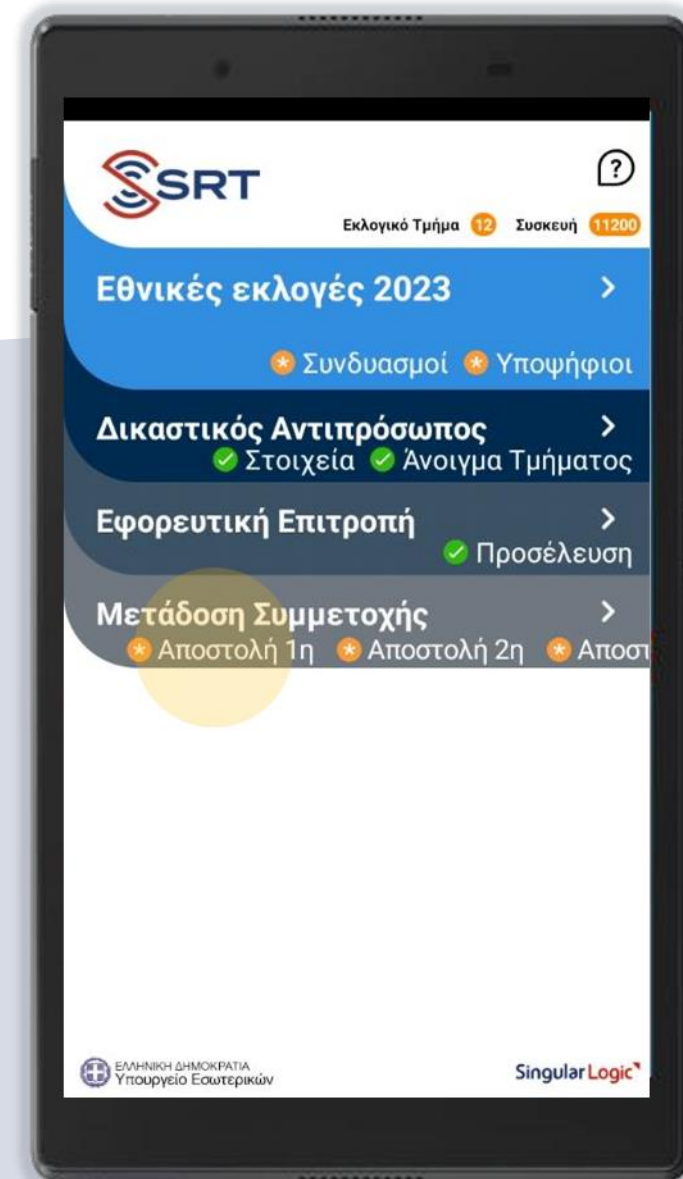 SRT
?
Εκλογικό Τμήμα 12 Συσκευή 11200
Εθνικές εκλογές 2023
Συνδυασμοί Υποψήφιοι
Δικαστικός Αντιπρόσωπος
Στοιχεία Άνοιγμα Τμήματος
Εφορευτική Επιτροπή
Προσέλευση
Μετάδοση Συμμετοχής
Αποστολή 1η Αποστολή 2η
ΕΛΛΗΝΙΚΗ ΔΗΜΟΚΡΑΤΙΑ
Υπουργείο Εσωτερικών
SingularLogic